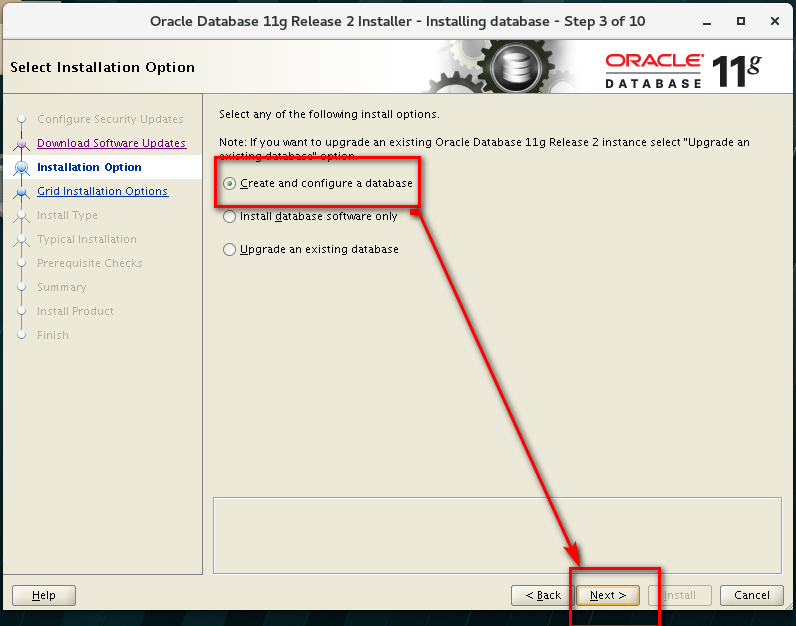 Oracle Database 11g Release 2 Installer - Installing database - Step 3 of 10
Select Installation Option
ORACLE
DATABASE 11g
Configure Security Updates
Download Software Updates
Installation Option
Grid Installation Options
Install Type
Typical Installation
Prerequisite Checks
Summary
Install Product
Finish
Select any of the following install options.
Note: If you want to upgrade an existing Oracle Database 11g Release 2 instance select "Upgrade an
existing database" option.
Create and configure a database
Install database software only
Upgrade an existing database
Help
< Back
Next >
Install
Cancel